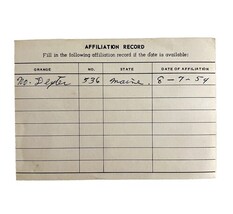 AFFILIATION RECORD
Fill in the following affiliation record if the date is available:
GRANGE NO. STATE DATE OF AFFILIATION
No. Dexter 536 Maine 8-7-54